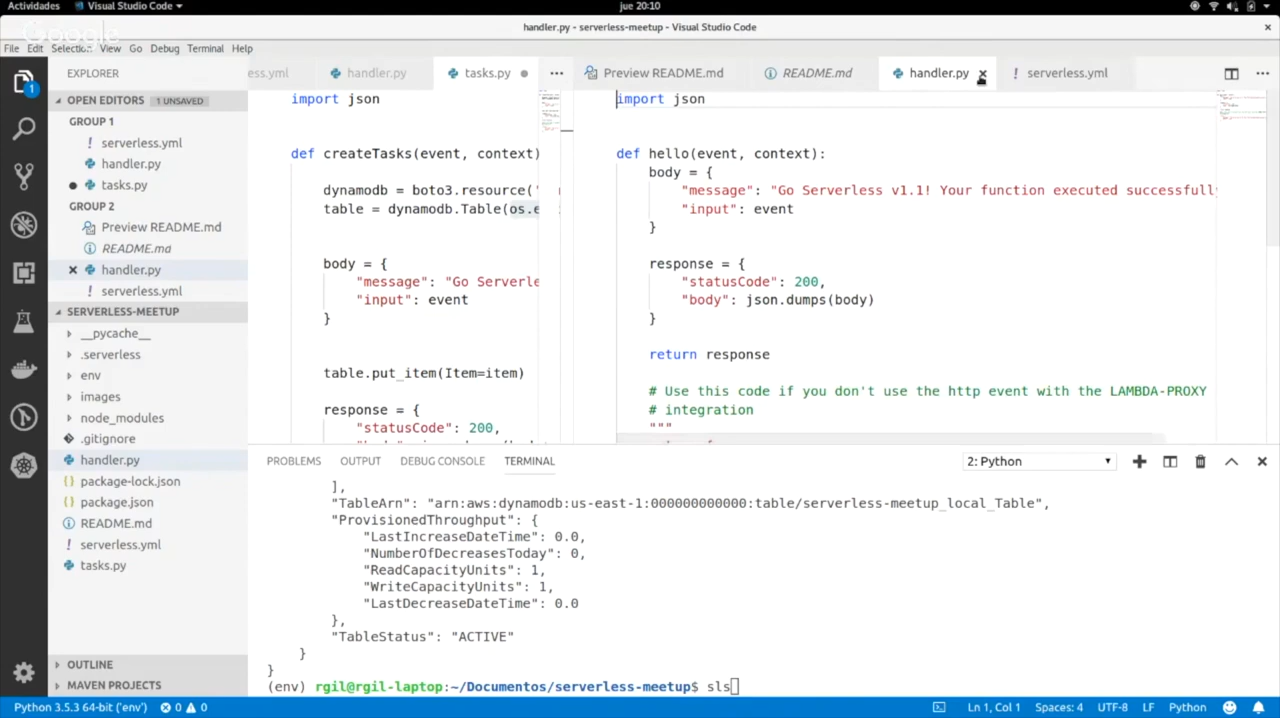 Actividades Visual Studio Code ▾ jue 20:10
Google
handler.py - serverless-meetup - Visual Studio Code
File Edit Selection View Go Debug Terminal Help
EXPLORER
OPEN EDITORS 1 UNSAVED
GROUP 1
! serverless.yml
handler.py
tasks.py
GROUP 2
Preview README.md
README.md
handler.py
! serverless.yml
SERVERLESS-MEETUP
__pycache__
.serverless
env
images
node_modules
.gitignore
handler.py
{} package-lock.json
{} package.json
README.md
! serverless.yml
tasks.py
OUTLINE
MAVEN PROJECTS
ess.yml handler.py tasks.py ● ···
import json
def createTasks(event, context)
dynamodb = boto3.resource('
table = dynamodb.Table(os.e
body = {
"message": "Go Serverle
"input": event
}
table.put_item(Item=item)
response = {
"statusCode": 200,
Preview README.md README.md handler.py ! serverless.yml ···
import json
def hello(event, context):
body = {
"message": "Go Serverless v1.1! Your function executed successfully
"input": event
}
response = {
"statusCode": 200,
"body": json.dumps(body)
}
return response
# Use this code if you don't use the http event with the LAMBDA-PROXY
# integration
"""
PROBLEMS OUTPUT DEBUG CONSOLE TERMINAL 2: Python
],
"TableArn": "arn:aws:dynamodb:us-east-1:000000000000:table/serverless-meetup_local_Table",
"ProvisionedThroughput": {
"LastIncreaseDateTime": 0.0,
"NumberOfDecreasesToday": 0,
"ReadCapacityUnits": 1,
"WriteCapacityUnits": 1,
"LastDecreaseDateTime": 0.0
},
"TableStatus": "ACTIVE"
}
}
(env) rgil@rgil-laptop:~/Documentos/serverless-meetup$ sls
Python 3.5.3 64-bit ('env') 0 0 Ln 1, Col 1 Spaces: 4 UTF-8 LF Python
1